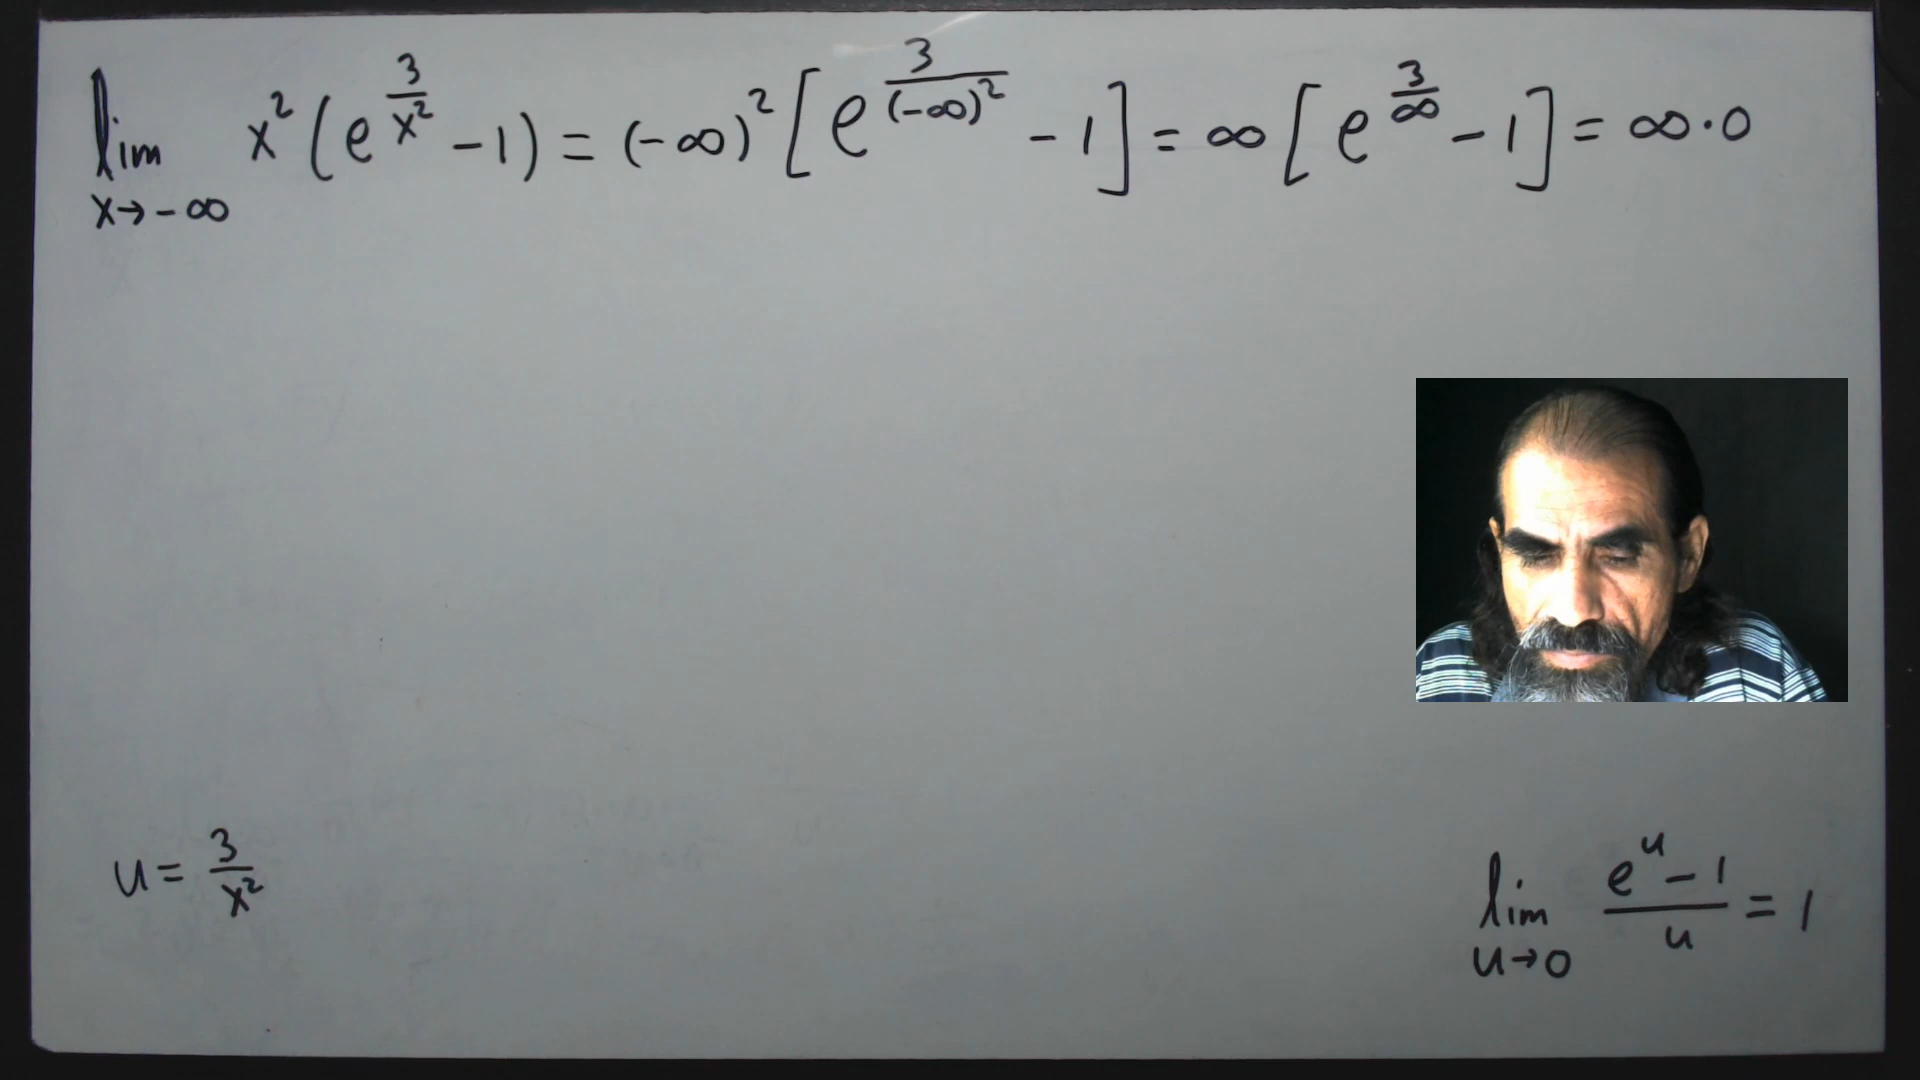 lim x→-∞ x² (e^(3/x²) - 1) = (-∞)² [e^(3/(-∞)²) - 1] = ∞ [e^(3/∞) - 1] = ∞·0
u = 3/x²
lim u→0 (e^u - 1)/u = 1